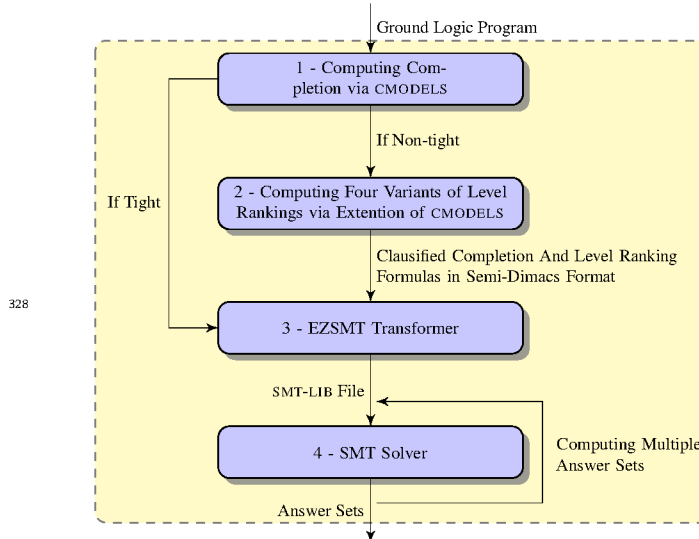 Ground Logic Program
1 - Computing Com-
pletion via CMODELS
If Non-tight
2 - Computing Four Variants of Level
Rankings via Extention of CMODELS
If Tight
Clausified Completion And Level Ranking
Formulas in Semi-Dimacs Format
328
3 - EZSMT Transformer
SMT-LIB File
4 - SMT Solver
Computing Multiple
Answer Sets
Answer Sets